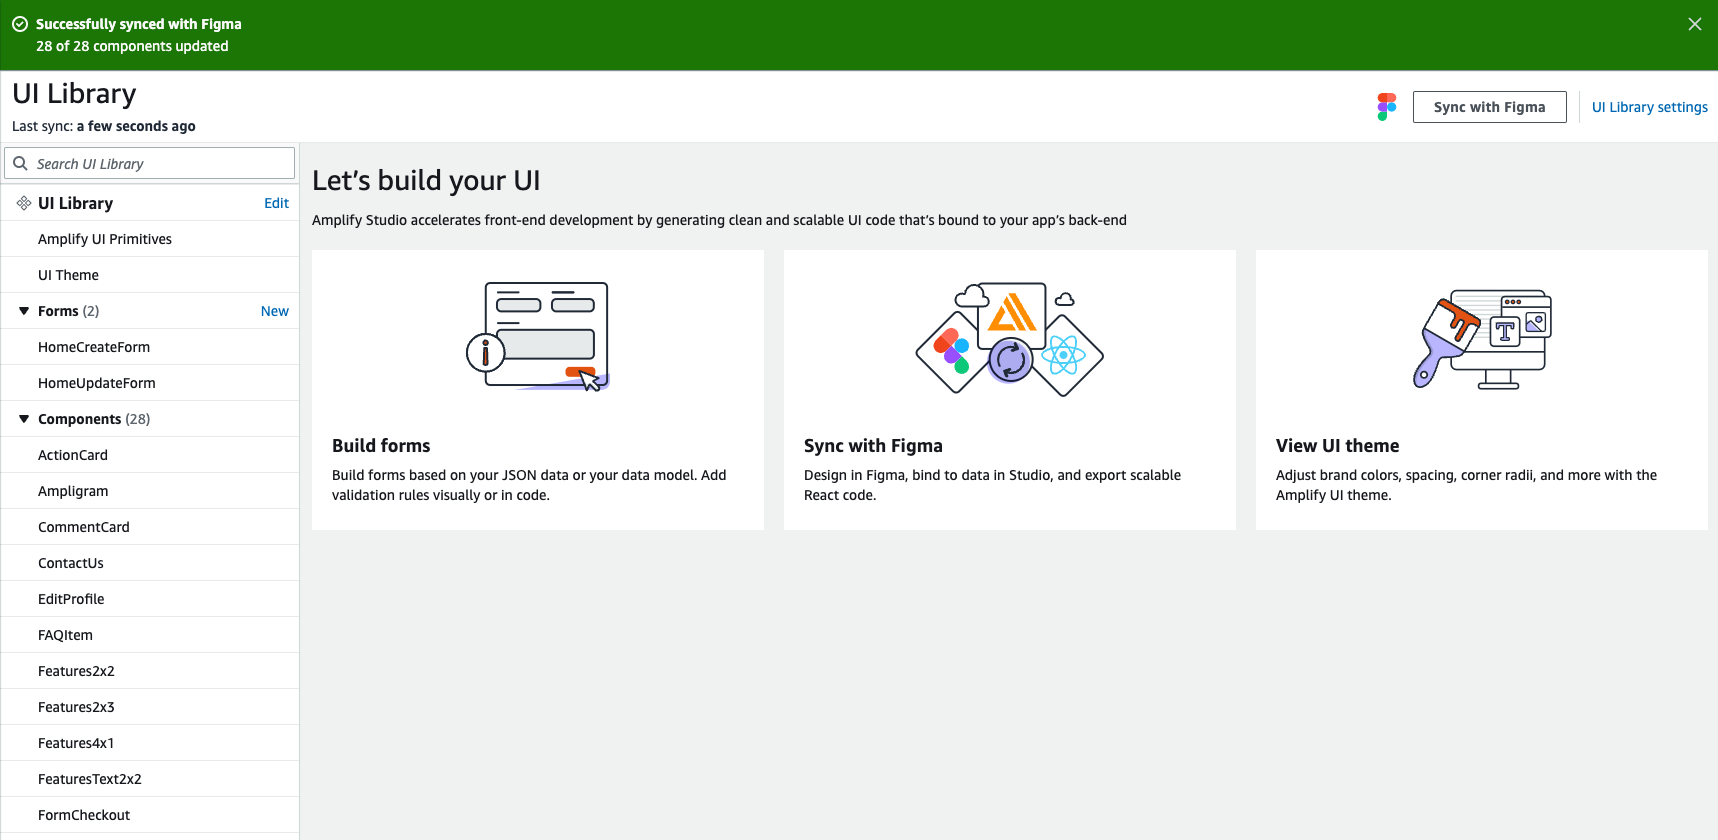 Successfully synced with Figma
28 of 28 components updated
UI Library
Last sync: a few seconds ago
Sync with Figma
UI Library settings
Search UI Library
UI Library
Edit
Amplify UI Primitives
UI Theme
Forms (2)
New
HomeCreateForm
HomeUpdateForm
Components (28)
ActionCard
Ampligram
CommentCard
ContactUs
EditProfile
FAQItem
Features2x2
Features2x3
Features4x1
FeaturesText2x2
FormCheckout
Let’s build your UI
Amplify Studio accelerates front-end development by generating clean and scalable UI code that’s bound to your app’s back-end
Build forms
Build forms based on your JSON data or your data model. Add
validation rules visually or in code.
Sync with Figma
Design in Figma, bind to data in Studio, and export scalable
React code.
T
View UI theme
Adjust brand colors, spacing, corner radii, and more with the
Amplify UI theme.